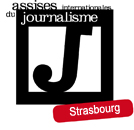 assises internationales
du journalisme
J
Strasbourg